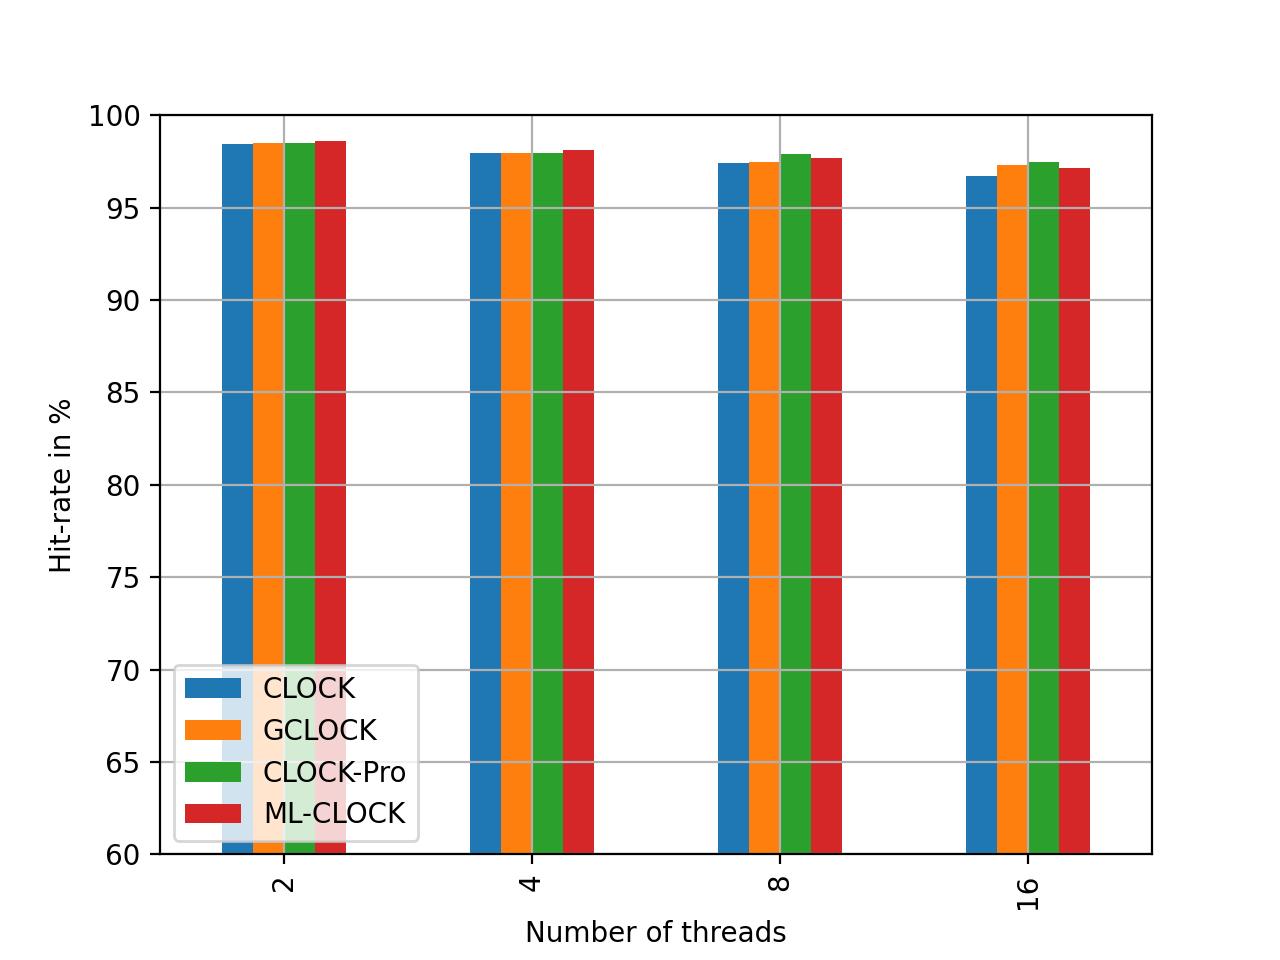 100
95
90
85
80
75
70
65
60
Hit-rate in %
CLOCK
GCLOCK
CLOCK-Pro
ML-CLOCK
2
4
8
16
Number of threads